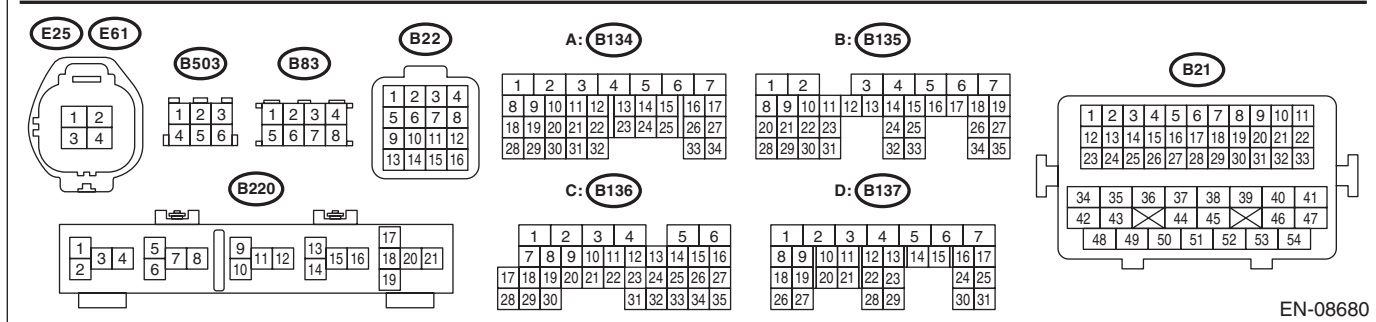 E25 E61
B503
1 2 3
4 5 6
B83
1 2 3 4
5 6 7 8
B22
1 2 3 4
5 6 7 8
9 10 11 12
13 14 15 16
A: B134
1 2 3 4 5 6 7
8 9 10 11 12 13 14 15 16 17
18 19 20 21 22 23 24 25 26 27
28 29 30 31 32 33 34
B: B135
1 2 3 4 5 6 7
8 9 10 11 12 13 14 15 16 17 18 19
20 21 22 23 24 25 26 27
28 29 30 31 32 33 34 35
B21
1 2 3 4 5 6 7 8 9 10 11
12 13 14 15 16 17 18 19 20 21 22
23 24 25 26 27 28 29 30 31 32 33
34 35 36 37 38 39 40 41
42 43 44 45 46 47
48 49 50 51 52 53 54
1 2
3 4
B220
1 2 3 4 5 6 7 8 9 10 11 12 13 14 15 16 17 18 19 20 21
C: B136
1 2 3 4 5 6
7 8 9 10 11 12 13 14 15 16
17 18 19 20 21 22 23 24 25 26 27
28 29 30 31 32 33 34 35
D: B137
1 2 3 4 5 6 7
8 9 10 11 12 13 14 15 16 17
18 19 20 21 22 23 24 25
26 27 28 29 30 31
EN-08680